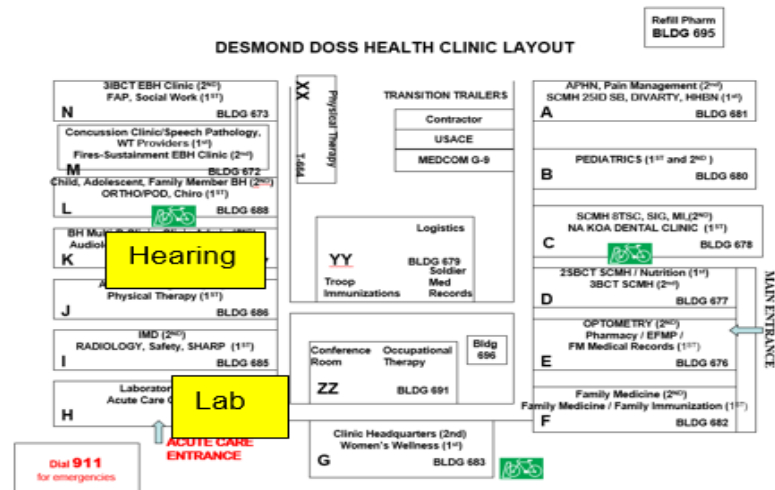 Refill Pharm
BLDG 695
DESMOND DOSS HEALTH CLINIC LAYOUT
3IBCT EBH Clinic (2ND)
FAP, Social Work (1ST)
N
BLDG 673
Concussion Clinic/Speech Pathology,
WT Providers (1st)
Fires-Sustainment EBH Clinic (2nd)
M
BLDG 672
Child, Adolescent, Family Member BH (2ND)
ORTHO/POD, Chiro (1ST)
L
BLDG 688
BH
K
Hearing
J
Physical Therapy (1ST)
BLDG 686
IMD (2ND)
RADIOLOGY, Safety, SHARP (1ST)
I
BLDG 685
Acute Care
H
Lab
ACUTE CARE
ENTRANCE
Dial 911
for emergencies
XX
Physical Therapy
T-664
TRANSITION TRAILERS
Contractor
USACE
MEDCOM G-9
Logistics
YY
BLDG 679
Troop
Immunizations
Soldier
Med
Records
Conference
Room
Occupational
Therapy
ZZ
BLDG 691
Bldg
696
Clinic Headquarters (2nd)
Women's Wellness (1st)
G
BLDG 683
APHN, Pain Management (2nd)
SCMH 25ID SB, DIVARTY, HHBN (1st)
A
BLDG 681
PEDIATRICS (1ST and 2ND )
B
BLDG 680
SCMH 8TSC, SIG, MI,(2ND)
NA KOA DENTAL CLINIC (1ST)
C
BLDG 678
2SBCT SCMH / Nutrition (1st)
3BCT SCMH (2nd)
D
BLDG 677
OPTOMETRY (2ND)
Pharmacy / EFMP /
FM Medical Records (1ST)
E
BLDG 676
MAIN ENTRANCE
Family Medicine (2ND)
Family Medicine / Family Immunization (1ST)
F
BLDG 682